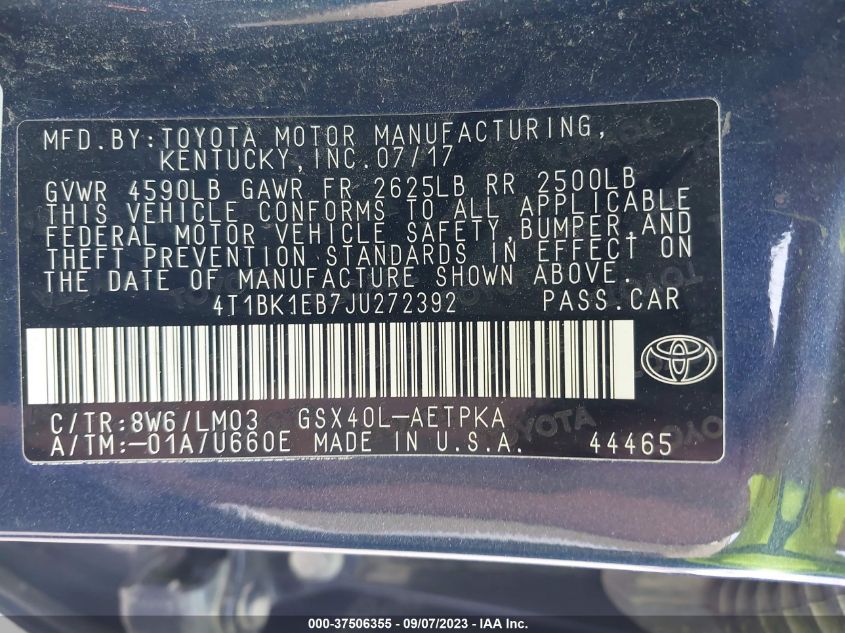 MFD.BY:TOYOTA MOTOR MANUFACTURING,
KENTUCKY,INC.07/17
GVWR 4590LB GAWR FR 2625LB RR 2500LB
THIS VEHICLE CONFORMS TO ALL APPLICABLE
FEDERAL MOTOR VEHICLE SAFETY,BUMPER,AND
THEFT PREVENTION STANDARDS IN EFFECT ON
THE DATE OF MANUFACTURE SHOWN ABOVE.
4T1BK1EB7JU272392 PASS.CAR
C/TR:8W6/LM03 GSX40L-AETPKA
A/TM:-01A/U660E MADE IN U.S.A. 44465
000-37506355 - 09/07/2023 - IAA Inc.